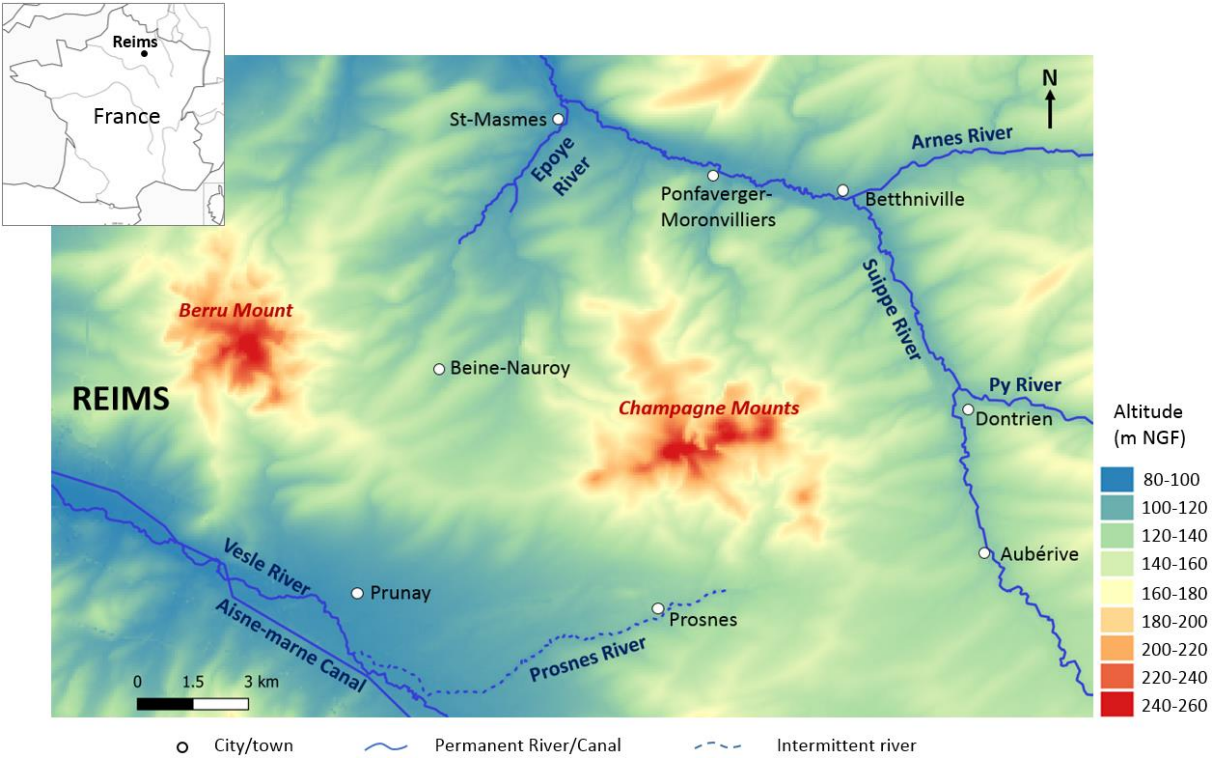 Reims
France
N
St-Masmes
Epoye
River
Arnes River
Ponfaverger-
Moronvilliers
Betthniville
Suippe River
Berru Mount
Beine-Nauroy
REIMS
Champagne Mounts
Py River
Dontrien
Aubérive
Vesle River
Prunay
Aisne-marne Canal
Prosnes
Prosnes River
0 1.5 3 km
Altitude
(m NGF)
80-100
100-120
120-140
140-160
160-180
180-200
200-220
220-240
240-260
City/town
Permanent River/Canal
Intermittent river